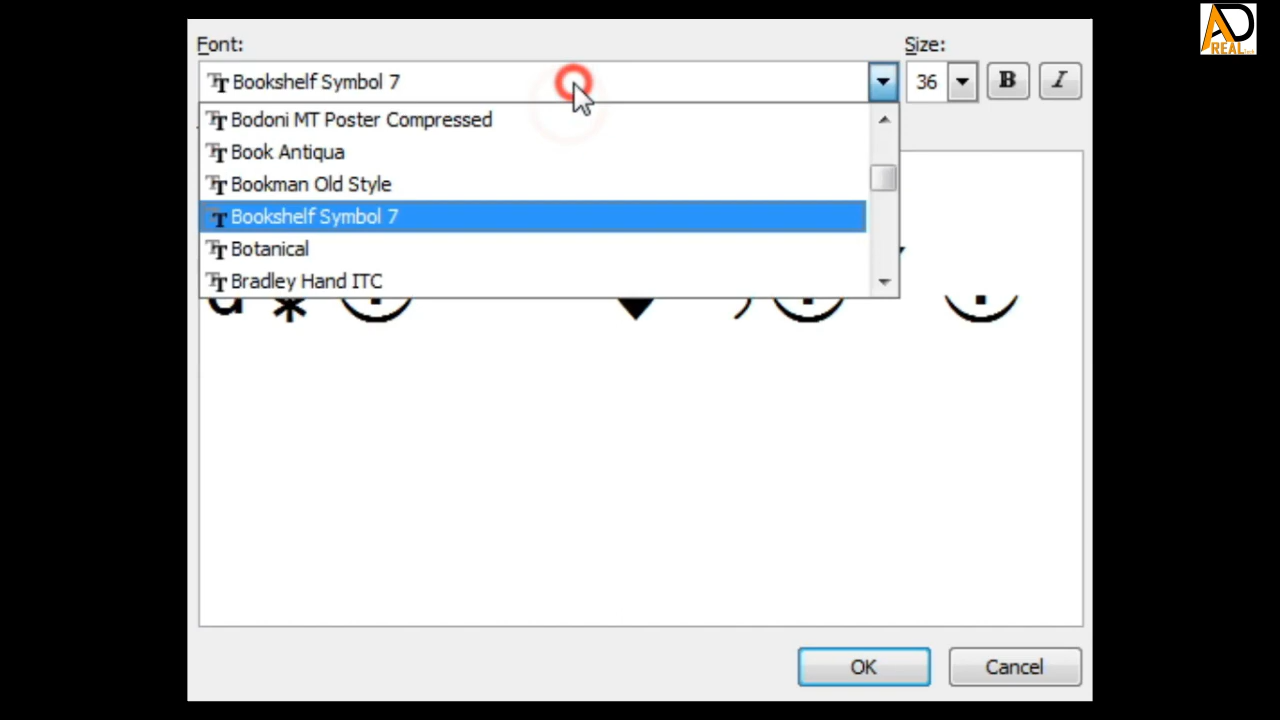 Font:
Size:
Bookshelf Symbol 7
36
B
I
Bodoni MT Poster Compressed
Book Antiqua
Bookman Old Style
Bookshelf Symbol 7
Botanical
Bradley Hand ITC
OK
Cancel
AD
REAL